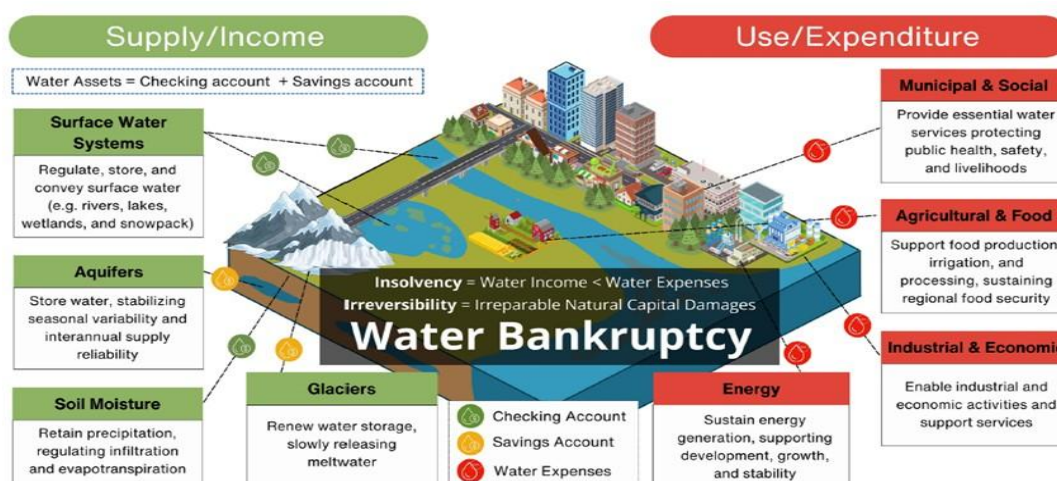 Supply/Income
Use/Expenditure
Water Assets = Checking account + Savings account
Surface Water
Systems
Regulate, store, and
convey surface water
(e.g. rivers, lakes,
wetlands, and snowpack)
Aquifers
Store water, stabilizing
seasonal variability and
interannual supply
reliability
Soil Moisture
Retain precipitation,
regulating infiltration
and evapotranspiration
Glaciers
Renew water storage,
slowly releasing
meltwater
Insolvency = Water Income < Water Expenses
Irreversibility = Irreparable Natural Capital Damages
Water Bankruptcy
Checking Account
Savings Account
Water Expenses
Municipal & Social
Provide essential water
services protecting
public health, safety,
and livelihoods
Agricultural & Food
Support food production,
irrigation, and
processing, sustaining
regional food security
Industrial & Economic
Enable industrial and
economic activities and
support services
Energy
Sustain energy
generation, supporting
development, growth,
and stability